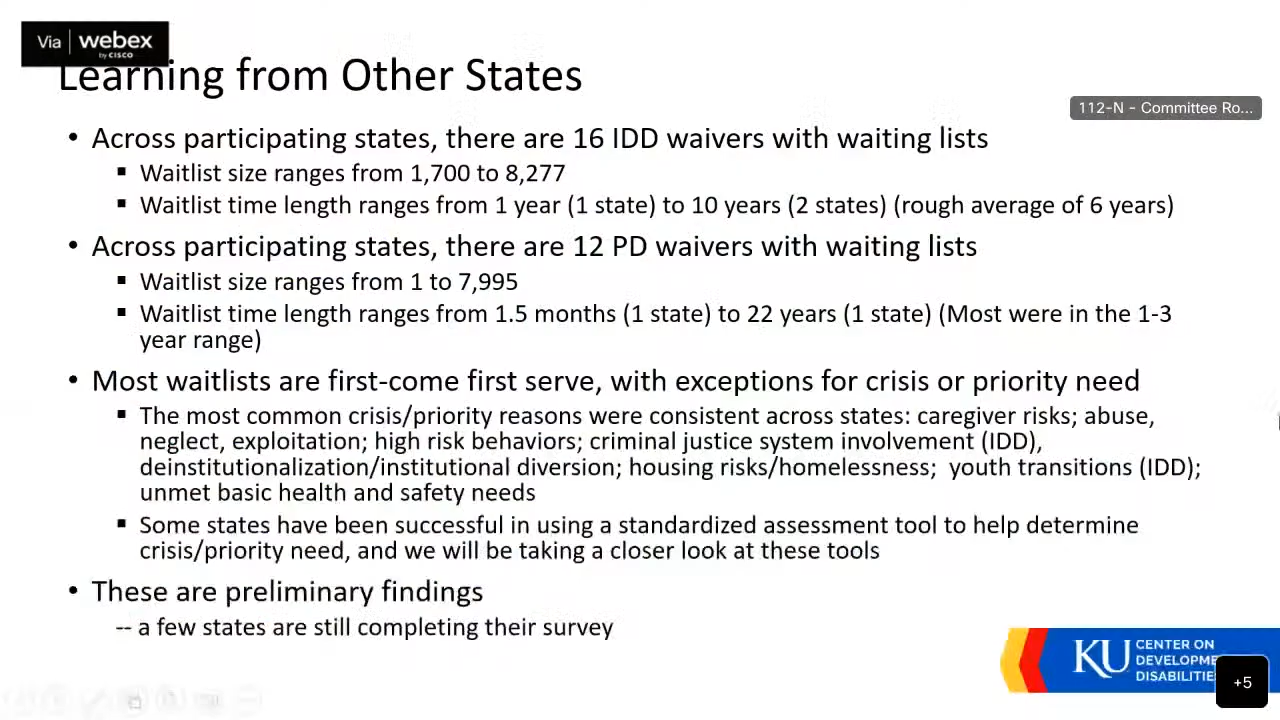 Via webex
by CISCO
Learning from Other States
112-N - Committee Ro...
• Across participating states, there are 16 IDD waivers with waiting lists
▪ Waitlist size ranges from 1,700 to 8,277
▪ Waitlist time length ranges from 1 year (1 state) to 10 years (2 states) (rough average of 6 years)
• Across participating states, there are 12 PD waivers with waiting lists
▪ Waitlist size ranges from 1 to 7,995
▪ Waitlist time length ranges from 1.5 months (1 state) to 22 years (1 state) (Most were in the 1-3
year range)
• Most waitlists are first-come first serve, with exceptions for crisis or priority need
▪ The most common crisis/priority reasons were consistent across states: caregiver risks; abuse,
neglect, exploitation; high risk behaviors; criminal justice system involvement (IDD),
deinstitutionalization/institutional diversion; housing risks/homelessness; youth transitions (IDD);
unmet basic health and safety needs
▪ Some states have been successful in using a standardized assessment tool to help determine
crisis/priority need, and we will be taking a closer look at these tools
• These are preliminary findings
-- a few states are still completing their survey
KU CENTER ON
DEVELOPME
DISABILITIE
+5